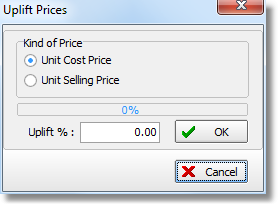 Uplift Prices
Kind of Price
Unit Cost Price
Unit Selling Price
0%
Uplift % : 0.00 OK
Cancel